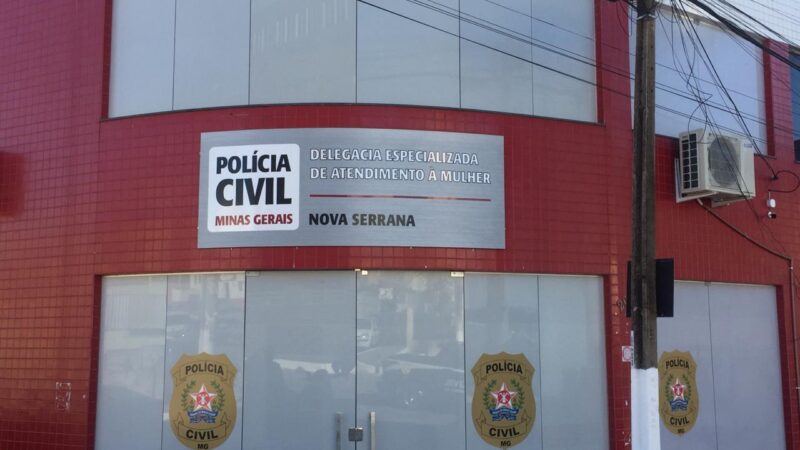 POLÍCIA
CIVIL
MINAS GERAIS
DELEGACIA ESPECIALIZADA
DE ATENDIMENTO À MULHER
NOVA SERRANA
POLÍCIA
CIVIL
MG
POLÍCIA
CIVIL
MG
POLÍCIA
CIVIL
MG